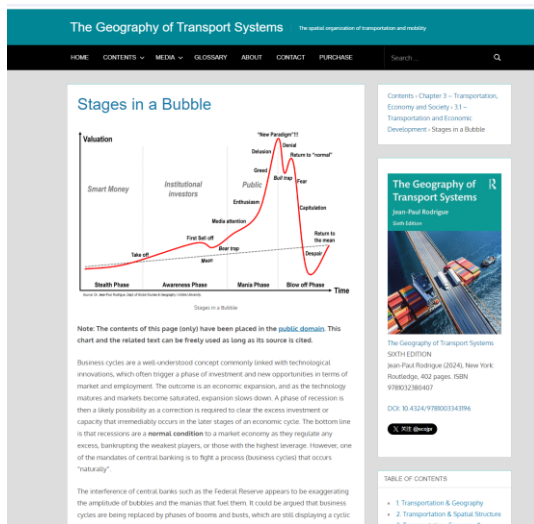 The Geography of Transport Systems
The spatial organization of transportation and mobility
HOME CONTENTS MEDIA GLOSSARY ABOUT CONTACT PURCHASE
Search ...
Stages in a Bubble
Valuation
"New Paradigm"!!!
Denial
Delusion
Return to "normal"
Greed
Bull trap
Fear
Smart Money
Institutional
investors
Public
Enthusiasm
Capitulation
Media attention
First Sell off
Return to
the mean
Take off
Bear trap
Mean
Despair
Stealth Phase
Awareness Phase
Mania Phase
Blow off Phase
Time
Stages in a Bubble
Note: The contents of this page (only) have been placed in the public domain. This
chart and the related text can be freely used as long as its source is cited.
Business cycles are a well-understood concept commonly linked with technological
innovations, which often trigger a phase of investment and new opportunities in terms of
market and employment. The outcome is an economic expansion, and as the technology
matures and markets become saturated, expansion slows down. A phase of recession is
then a likely possibility as a correction is required to clear the excess investment or
capacity that irremediably occurs in the later stages of an economic cycle. The bottom line
is that recessions are a normal condition to a market economy as they regulate any
excess, bankrupting the weakest players, or those with the highest leverage. However, one
of the mandates of central banking is to fight a process (business cycles) that occurs
"naturally".
The interference of central banks such as the Federal Reserve appears to be exaggerating
the amplitude of bubbles and the manias that fuel them. It could be argued that business
cycles are being replaced by phases of booms and busts, which are still displaying a cyclic
Contents › Chapter 3 – Transportation,
Economy and Society › 3.1 –
Transportation and Economic
Development › Stages in a Bubble
The Geography of
Transport Systems
Jean-Paul Rodrigue
Sixth Edition
The Geography of Transport Systems
SIXTH EDITION
Jean-Paul Rodrigue (2024), New York:
Routledge, 402 pages. ISBN
9781032380407
DOI: 10.4324/9781003343196
X 关注 @ecojpr
TABLE OF CONTENTS
1. Transportation & Geography
2. Transportation & Spatial Structure